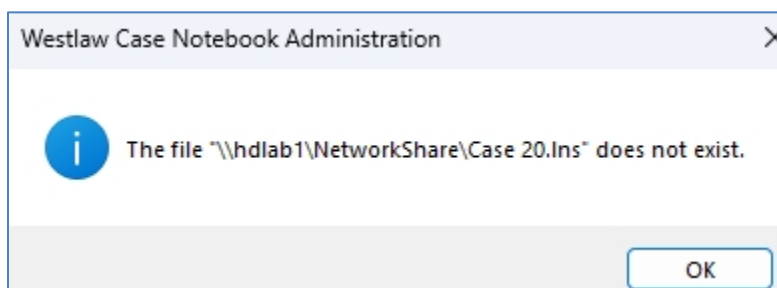 Westlaw Case Notebook Administration
The file "\\hdlab1\NetworkShare\Case 20.lns" does not exist.
OK